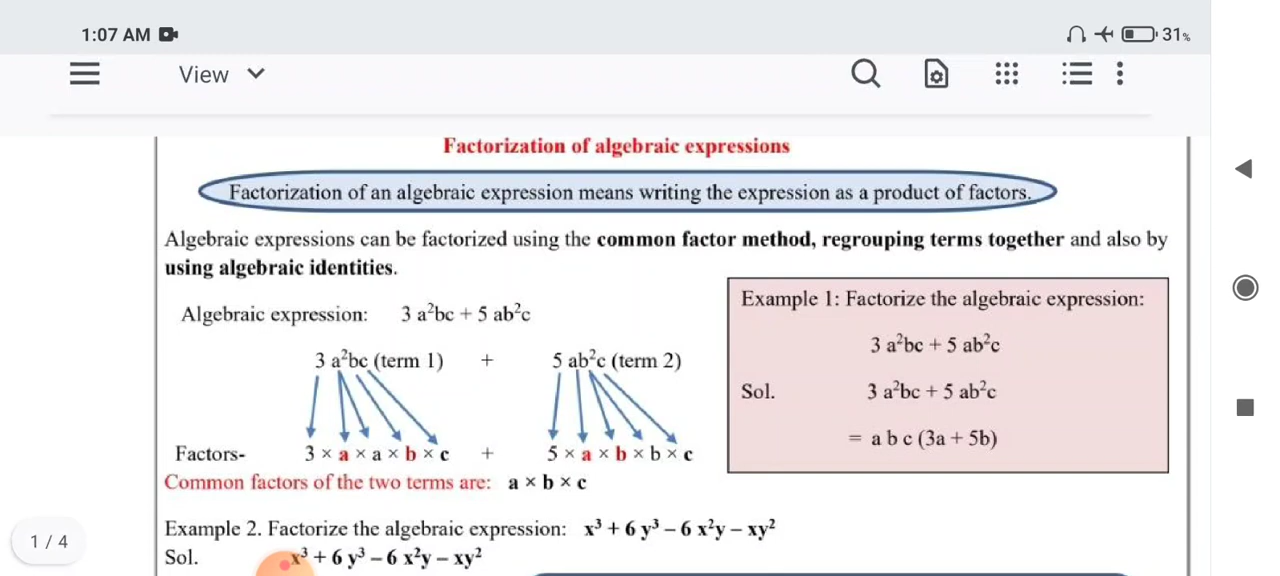 1:07 AM
31%
View
Factorization of algebraic expressions
Factorization of an algebraic expression means writing the expression as a product of factors.
Algebraic expressions can be factorized using the common factor method, regrouping terms together and also by
using algebraic identities.
Algebraic expression: 3 a²bc + 5 ab²c
3 a²bc (term 1) + 5 ab²c (term 2)
Factors- 3 × a × a × b × c + 5 × a × b × b × c
Common factors of the two terms are: a × b × c
Example 1: Factorize the algebraic expression:
3 a²bc + 5 ab²c
Sol. 3 a²bc + 5 ab²c
= a b c (3a + 5b)
Example 2. Factorize the algebraic expression: x³ + 6 y³ – 6 x²y – xy²
Sol. x³ + 6 y³ – 6 x²y – xy²
1 / 4